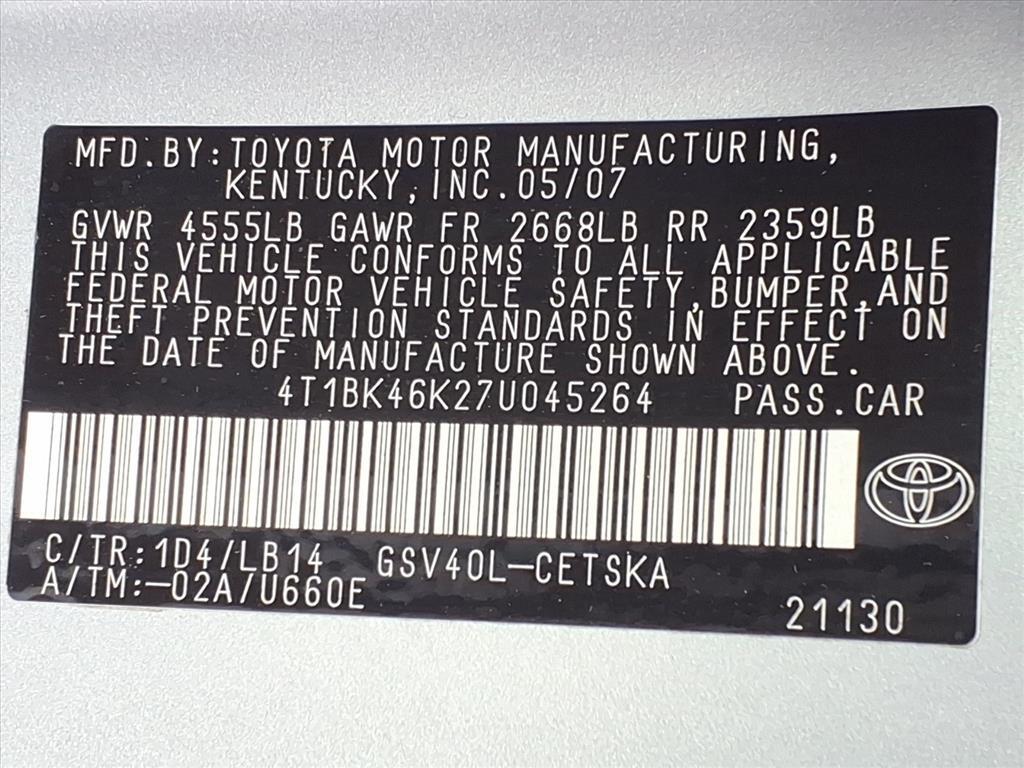 MFD.BY:TOYOTA MOTOR MANUFACTURING,
KENTUCKY, INC. 05/07
GVWR 4555LB GAWR FR 2668LB RR 2359LB
THIS VEHICLE CONFORMS TO ALL APPLICABLE
FEDERAL MOTOR VEHICLE SAFETY,BUMPER,AND
THEFT PREVENTION STANDARDS IN EFFECT ON
THE DATE OF MANUFACTURE SHOWN ABOVE.
4T1BK46K27U045264 PASS.CAR
C/TR:1D4/LB14 GSV40L-CETSKA
A/TM:-02A/U660E
21130